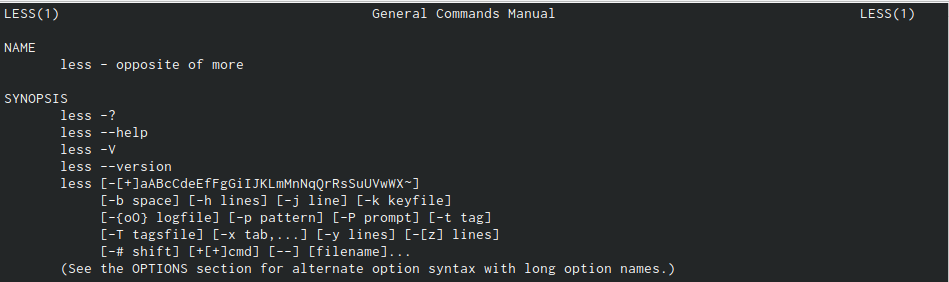 LESS(1) General Commands Manual LESS(1)
NAME
less - opposite of more
SYNOPSIS
less -?
less --help
less -V
less --version
less [-[+]aABcCdeEfFgGiIJKLmMnNqQrRsSuUVwWX~]
[-b space] [-h lines] [-j line] [-k keyfile]
[-{oO} logfile] [-p pattern] [-P prompt] [-t tag]
[-T tagsfile] [-x tab,...] [-y lines] [-[z] lines]
[-# shift] [+[+]cmd] [--] [filename]...
(See the OPTIONS section for alternate option syntax with long option names.)